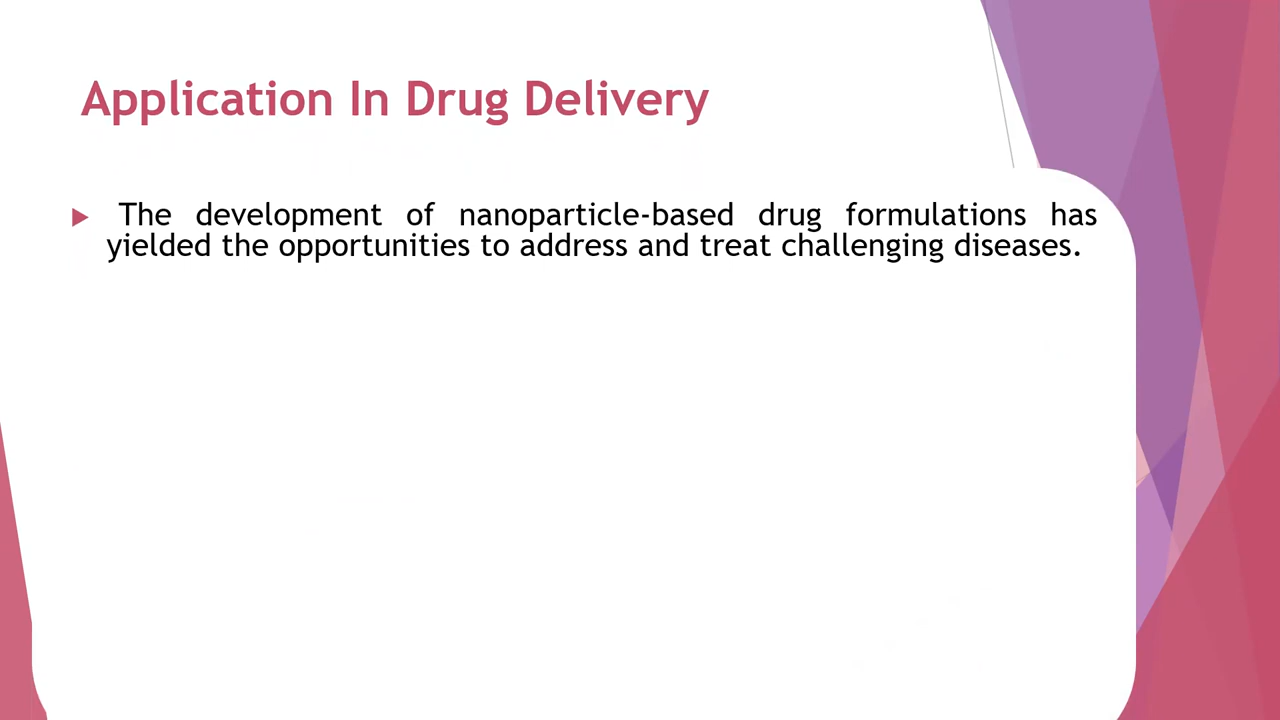 Application In Drug Delivery
The development of nanoparticle-based drug formulations has
yielded the opportunities to address and treat challenging diseases.